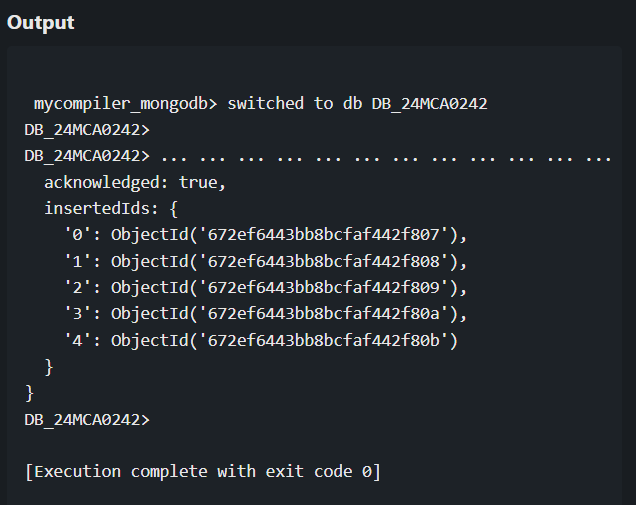 Output
mycompiler_mongodb> switched to db DB_24MCA0242
DB_24MCA0242>
DB_24MCA0242> ... ... ... ... ... ... ... ... ... ... ... ...
acknowledged: true,
insertedIds: {
'0': ObjectId('672ef6443bb8bcfaf442f807'),
'1': ObjectId('672ef6443bb8bcfaf442f808'),
'2': ObjectId('672ef6443bb8bcfaf442f809'),
'3': ObjectId('672ef6443bb8bcfaf442f80a'),
'4': ObjectId('672ef6443bb8bcfaf442f80b')
}
}
DB_24MCA0242>
[Execution complete with exit code 0]